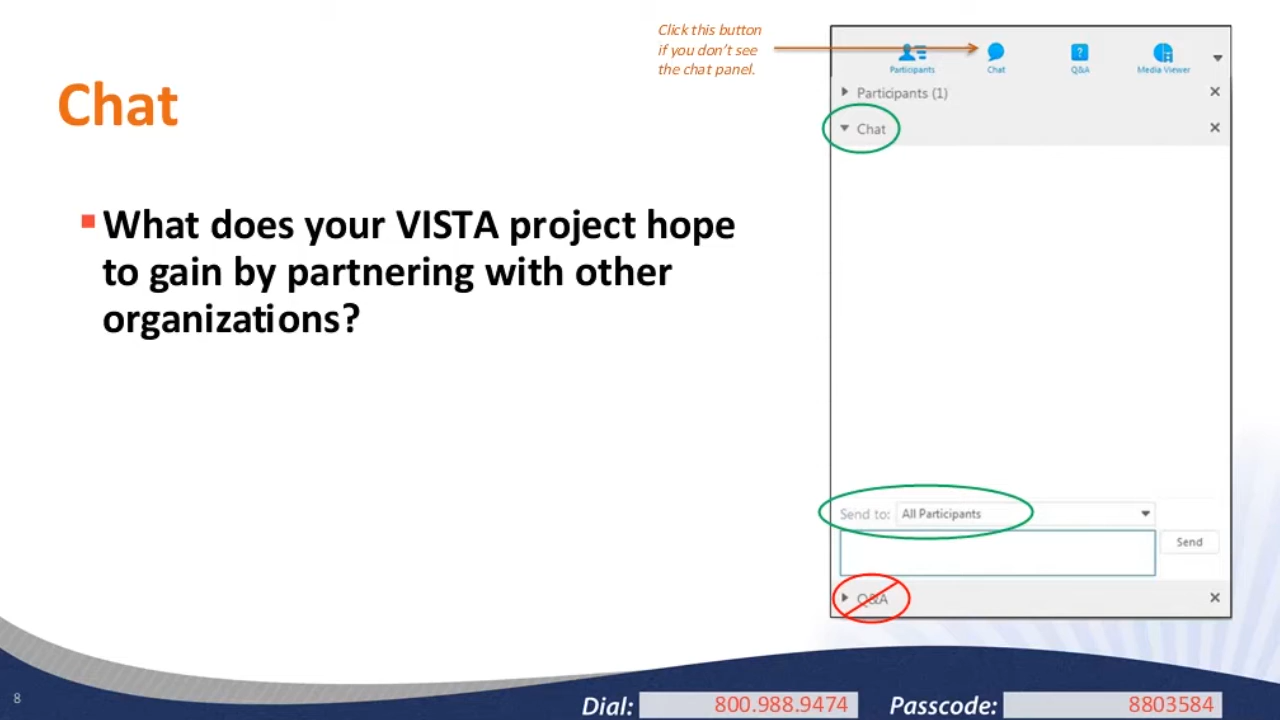 Click this button
if you don't see
the chat panel.
Chat
What does your VISTA project hope
to gain by partnering with other
organizations?
Participants
Chat
Q&A
Media Viewer
Participants (1)
Chat
Send to:
All Participants
Send
Q&A
8
Dial:
800.988.9474
Passcode:
8803584